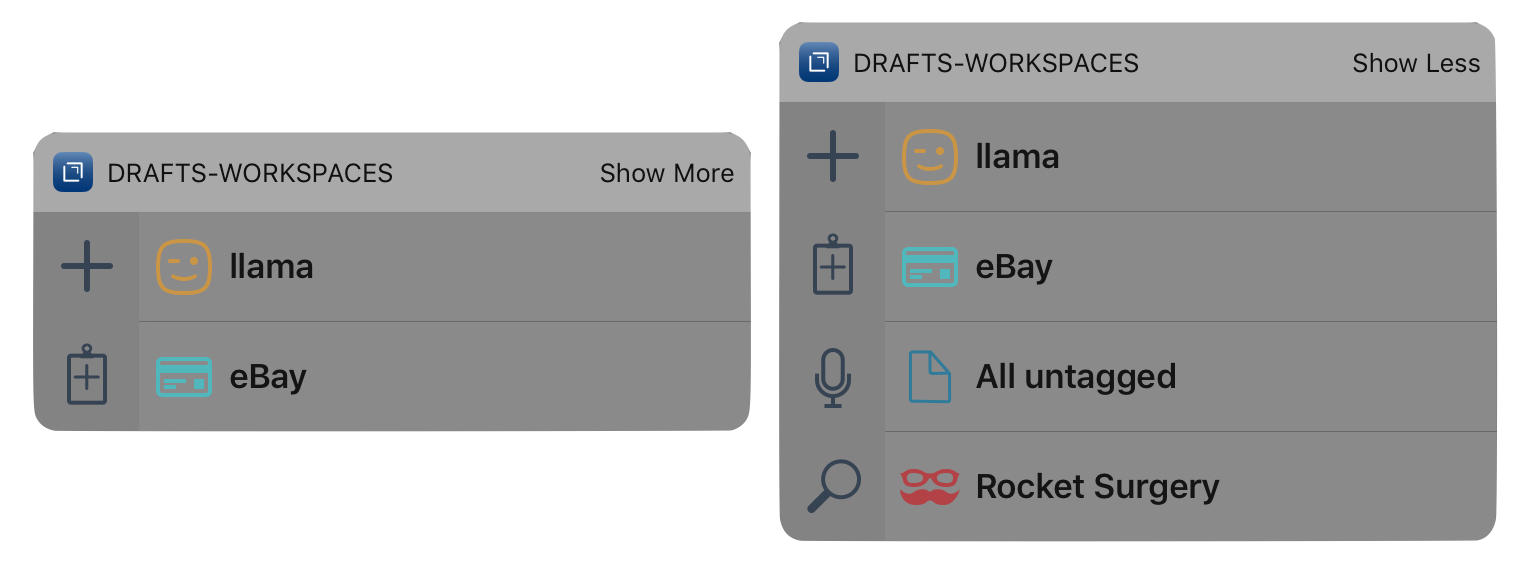 DRAFTS-WORKSPACES Show More
llama
eBay
DRAFTS-WORKSPACES Show Less
llama
eBay
All untagged
Rocket Surgery